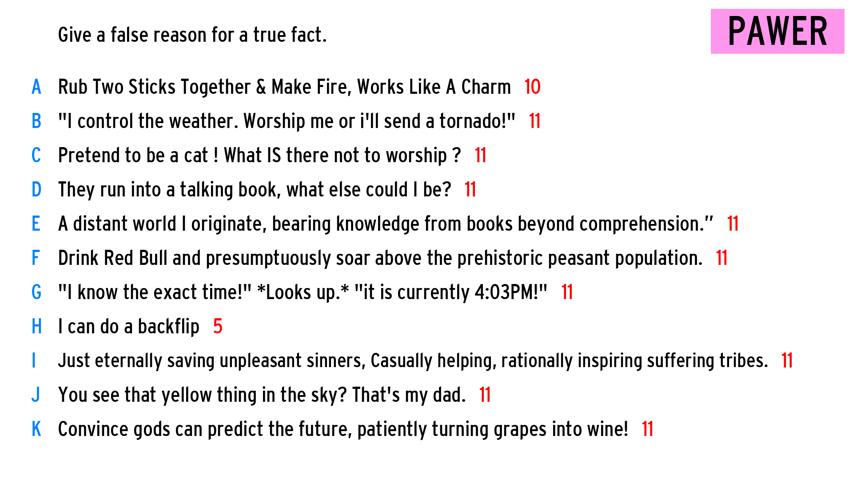 Give a false reason for a true fact.
PAWER
A Rub Two Sticks Together & Make Fire, Works Like A Charm 10
B "I control the weather. Worship me or i'll send a tornado!" 11
C Pretend to be a cat ! What IS there not to worship ? 11
D They run into a talking book, what else could I be? 11
E A distant world I originate, bearing knowledge from books beyond comprehension.” 11
F Drink Red Bull and presumptuously soar above the prehistoric peasant population. 11
G "I know the exact time!" *Looks up.* "it is currently 4:03PM!" 11
H I can do a backflip 5
I Just eternally saving unpleasant sinners, Casually helping, rationally inspiring suffering tribes. 11
J You see that yellow thing in the sky? That's my dad. 11
K Convince gods can predict the future, patiently turning grapes into wine! 11